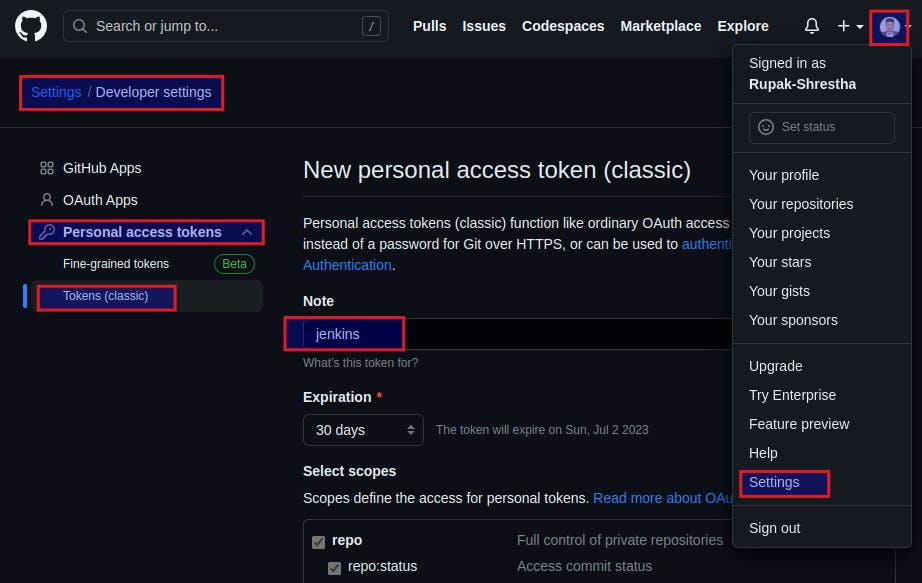 Search or jump to... /
Pulls Issues Codespaces Marketplace Explore
Settings / Developer settings
GitHub Apps
OAuth Apps
Personal access tokens
Fine-grained tokens Beta
Tokens (classic)
New personal access token (classic)
Personal access tokens (classic) function like ordinary OAuth access
instead of a password for Git over HTTPS, or can be used to authenti
Authentication.
Note
jenkins
What's this token for?
Expiration *
30 days The token will expire on Sun, Jul 2 2023
Select scopes
Scopes define the access for personal tokens. Read more about OAu
repo Full control of private repositories
repo:status Access commit status
Signed in as
Rupak-Shrestha
Set status
Your profile
Your repositories
Your projects
Your stars
Your gists
Your sponsors
Upgrade
Try Enterprise
Feature preview
Help
Settings
Sign out